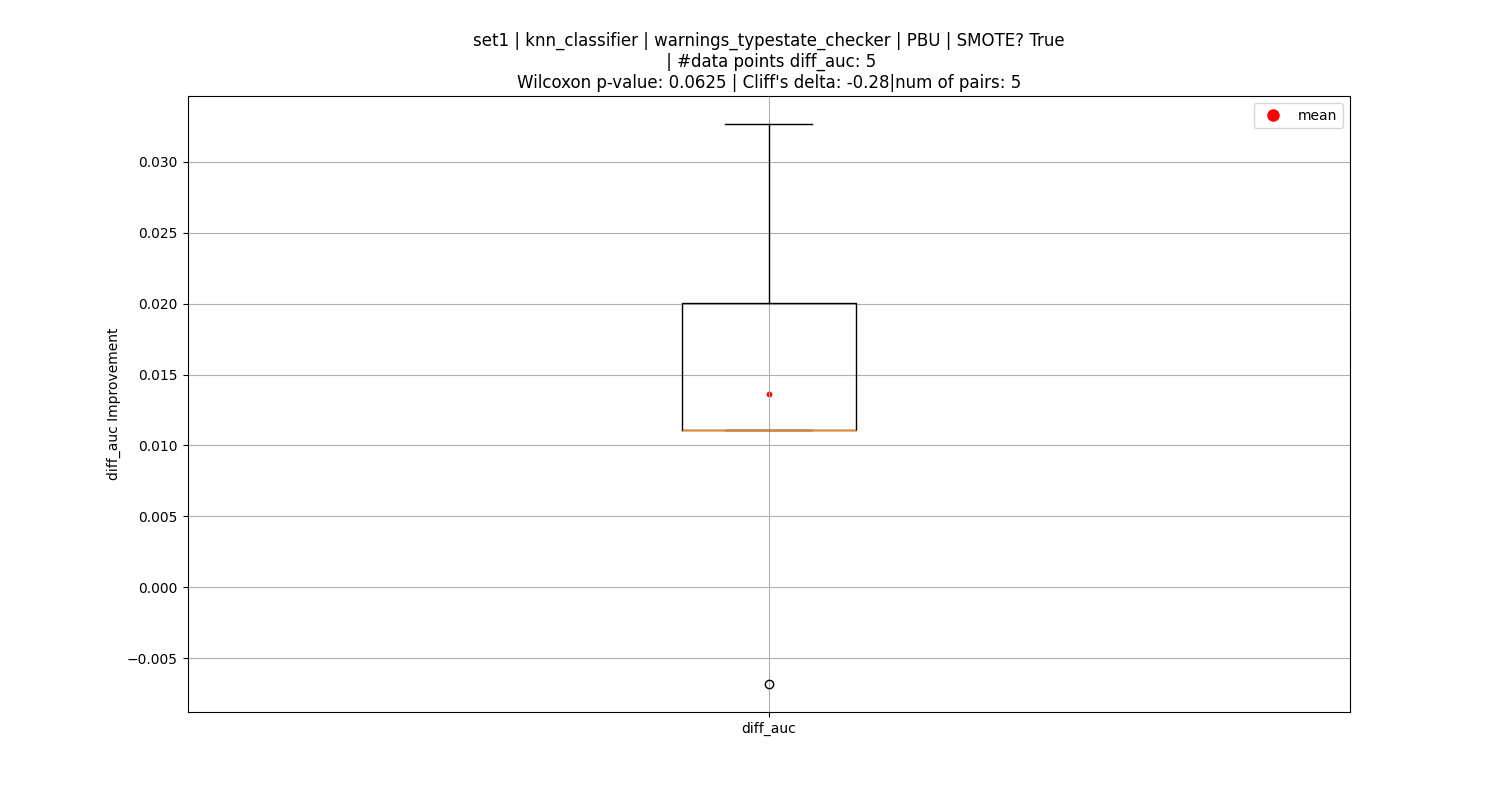 set1 | knn_classifier | warnings_typestate_checker | PBU | SMOTE? True
| #data points diff_auc: 5
Wilcoxon p-value: 0.0625 | Cliff's delta: -0.28|num of pairs: 5
mean
0.030
0.025
0.020
0.015
0.010
0.005
0.000
−0.005
diff_auc Improvement
diff_auc